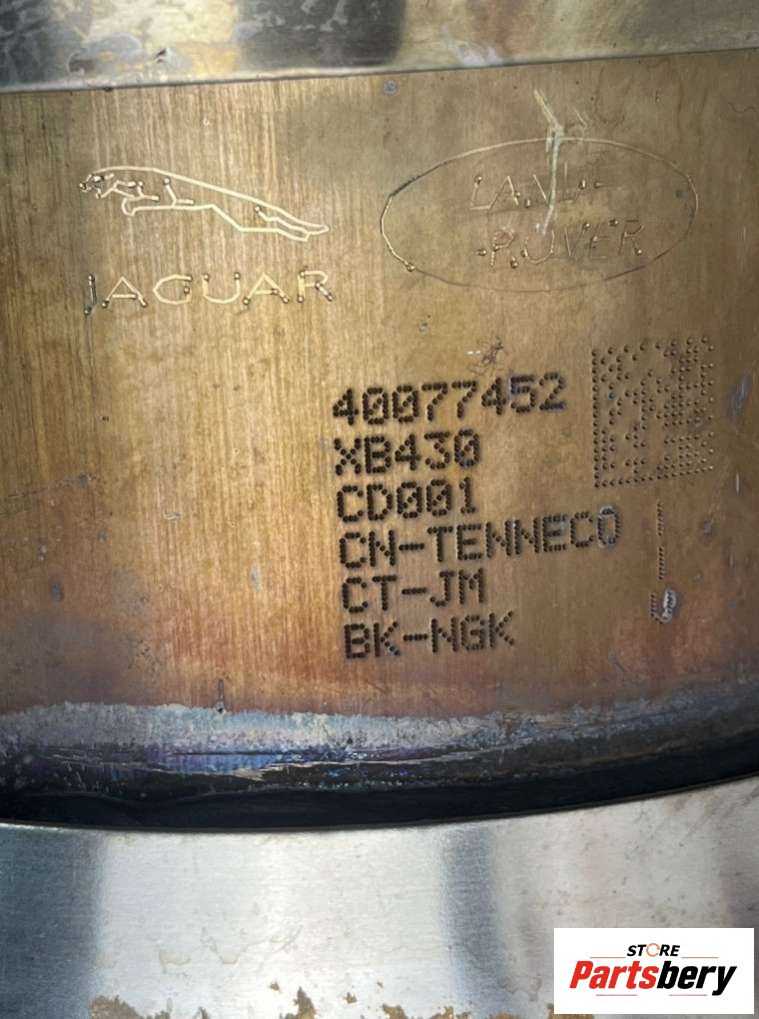 JAGUAR
LAND-
-ROVER
40077452
XB430
CD001
CN-TENNECO
CT-JM
BK-NGK
STORE
Partsbery